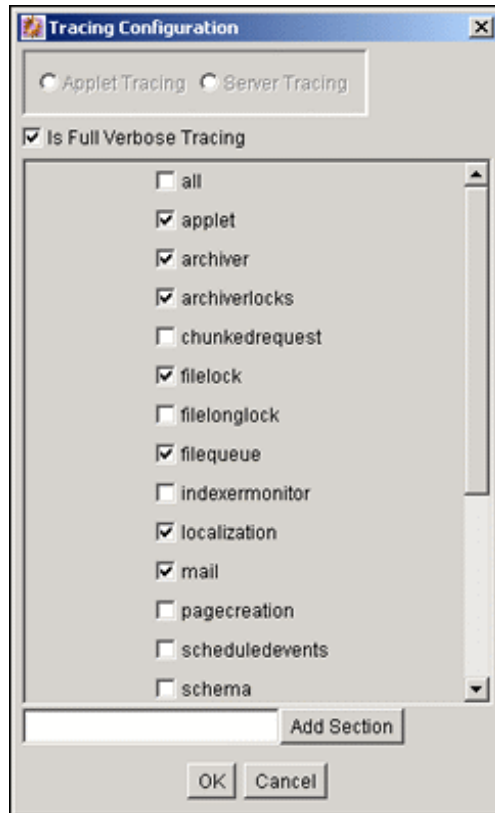 Tracing Configuration
Applet Tracing Server Tracing
Is Full Verbose Tracing
all
applet
archiver
archiverlocks
chunkedrequest
filelock
filelonglock
filequeue
indexermonitor
localization
mail
pagecreation
scheduledevents
schema
Add Section
OK Cancel